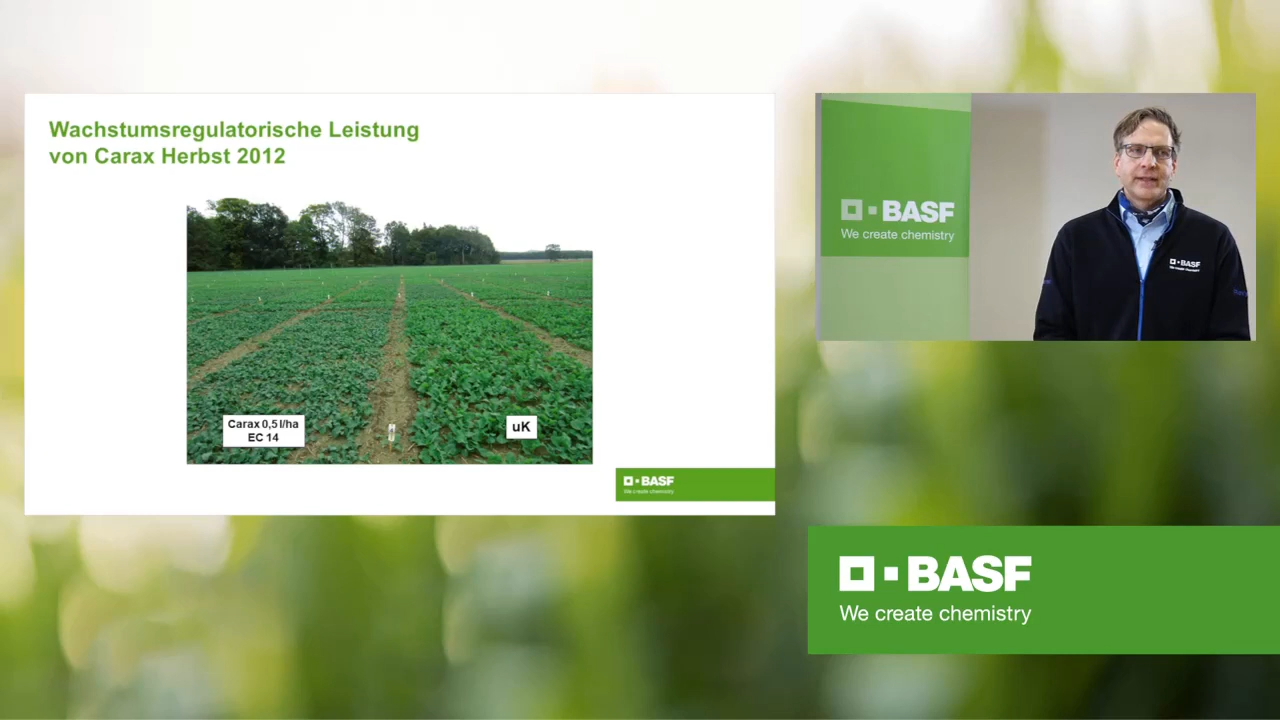 Wachstumsregulatorische Leistung
von Carax Herbst 2012
Carax 0,5 l/ha
EC 14
uK
BASF
We create chemistry
BASF
We create chemistry
BASF
BASF
We create chemistry